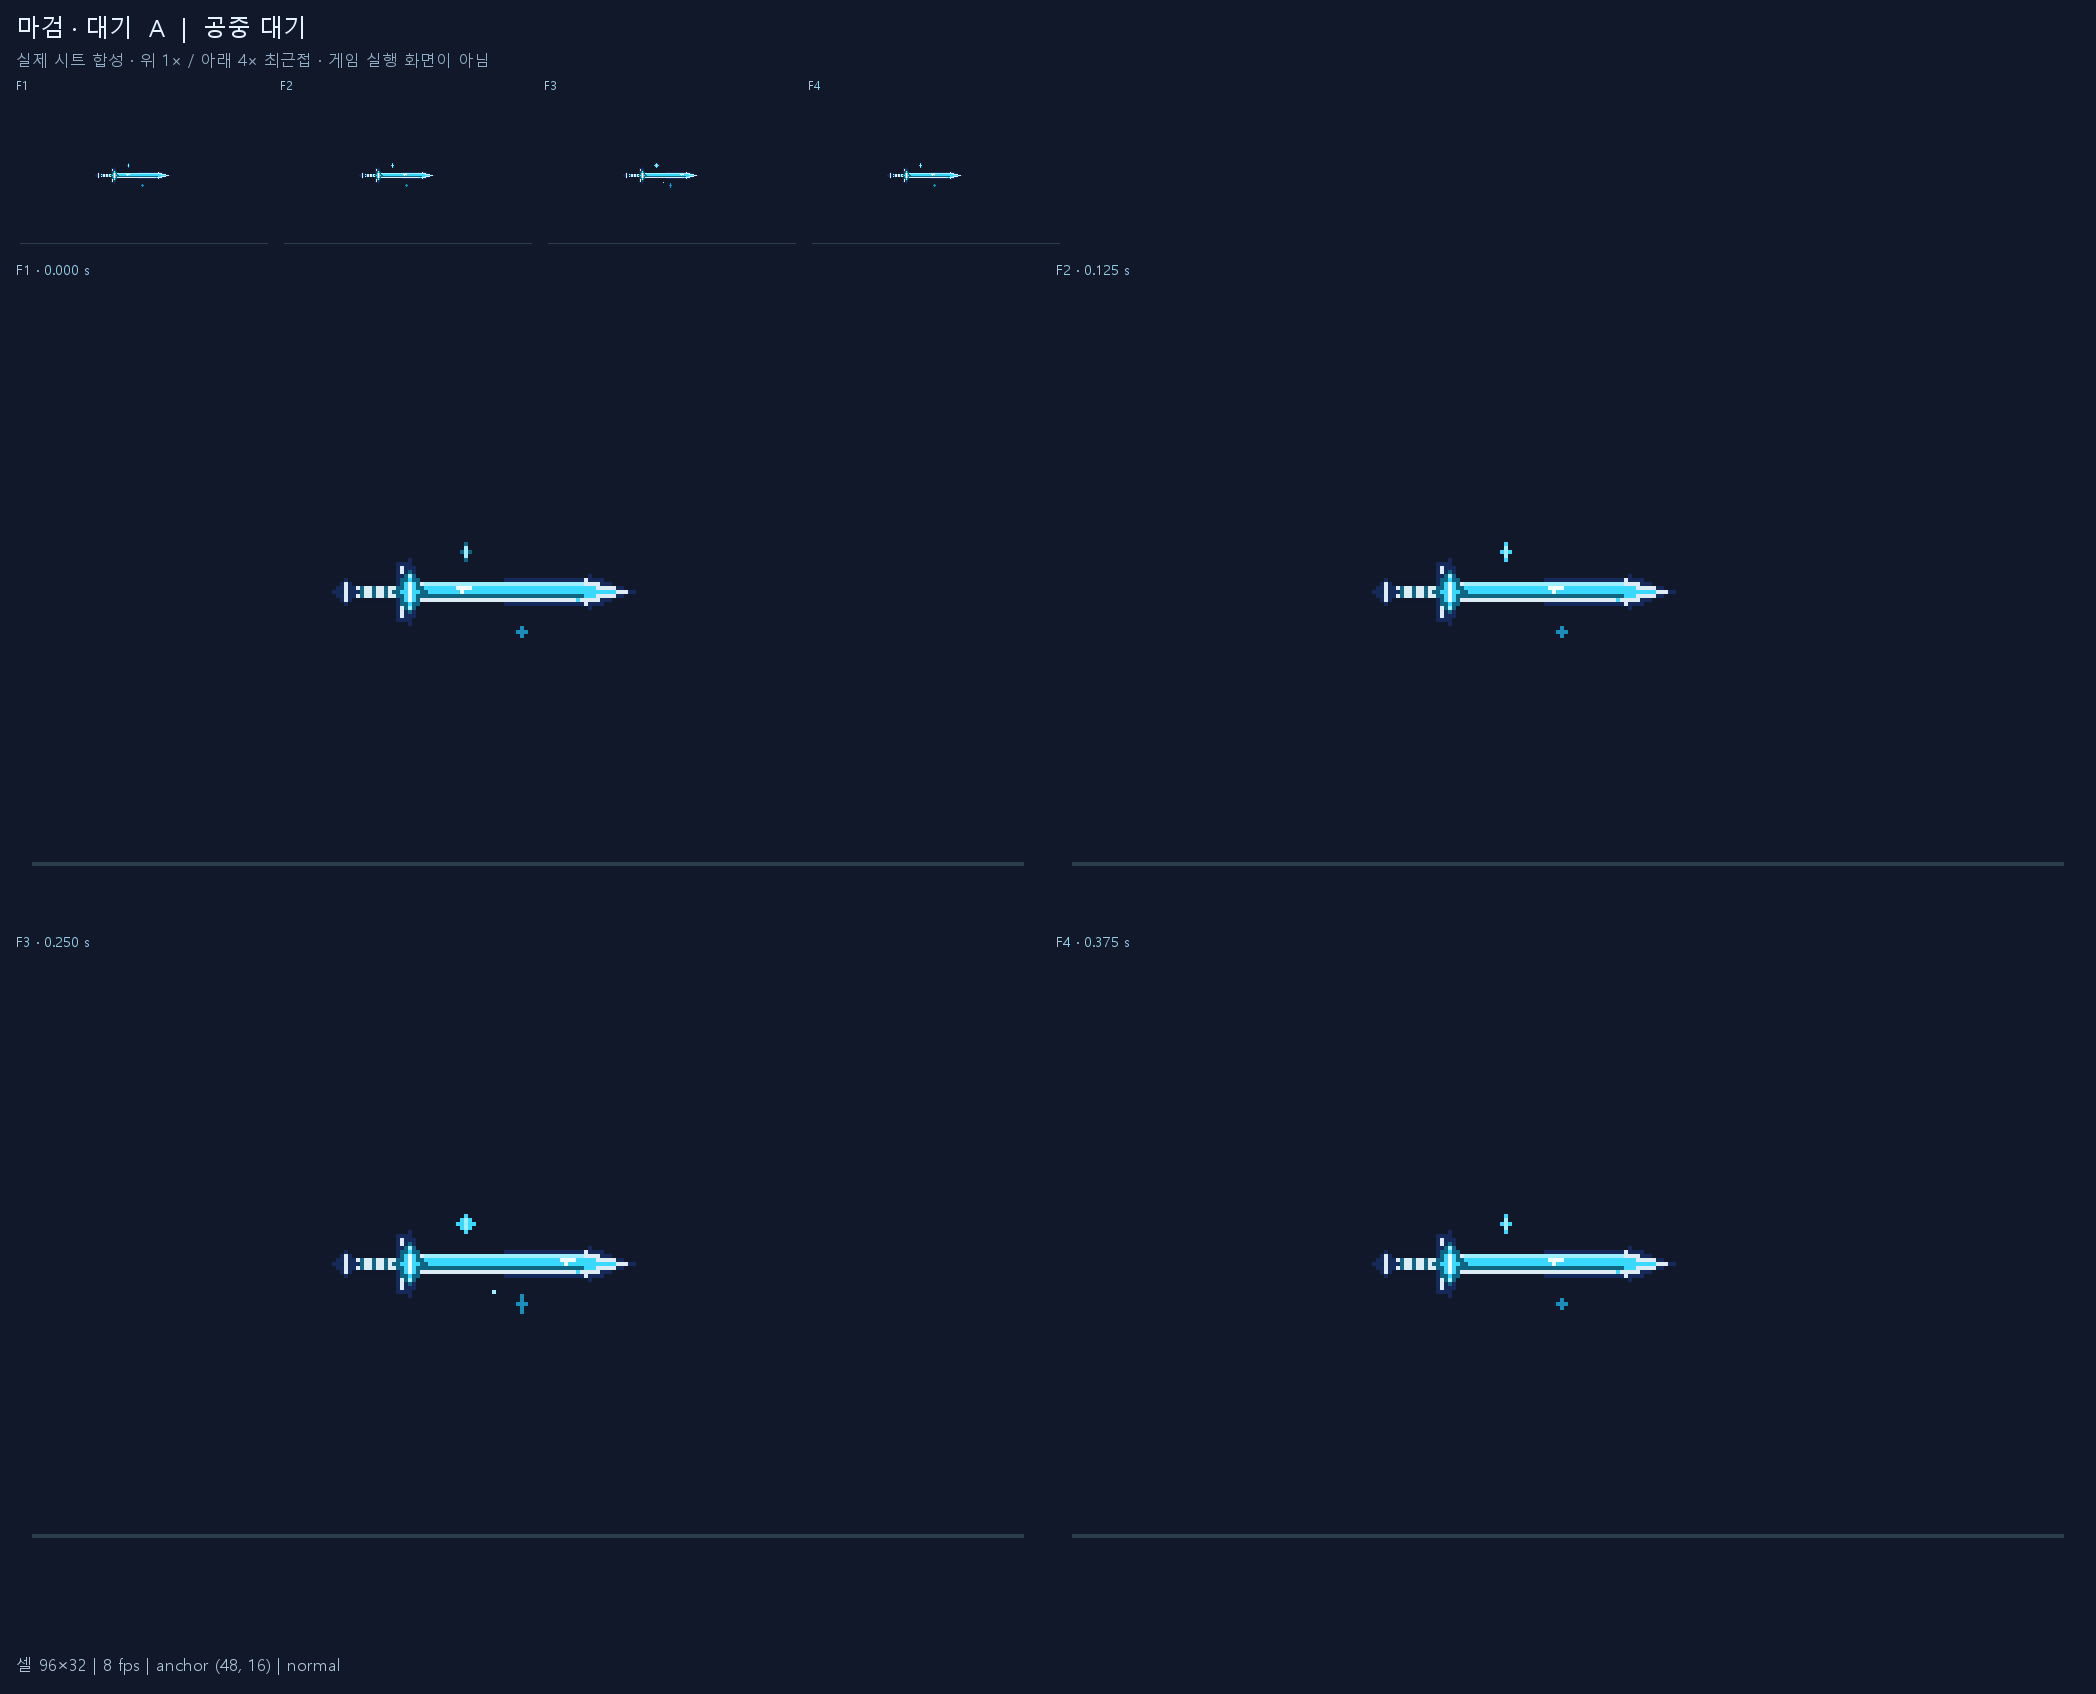 마검 · 대기 A | 공중 대기
실제 시트 합성 · 위 1× / 아래 4× 최근접 · 게임 실행 화면이 아님
F1 F2 F3 F4
F1 · 0.000 s F2 · 0.125 s
F3 · 0.250 s F4 · 0.375 s
셀 96×32 | 8 fps | anchor (48, 16) | normal